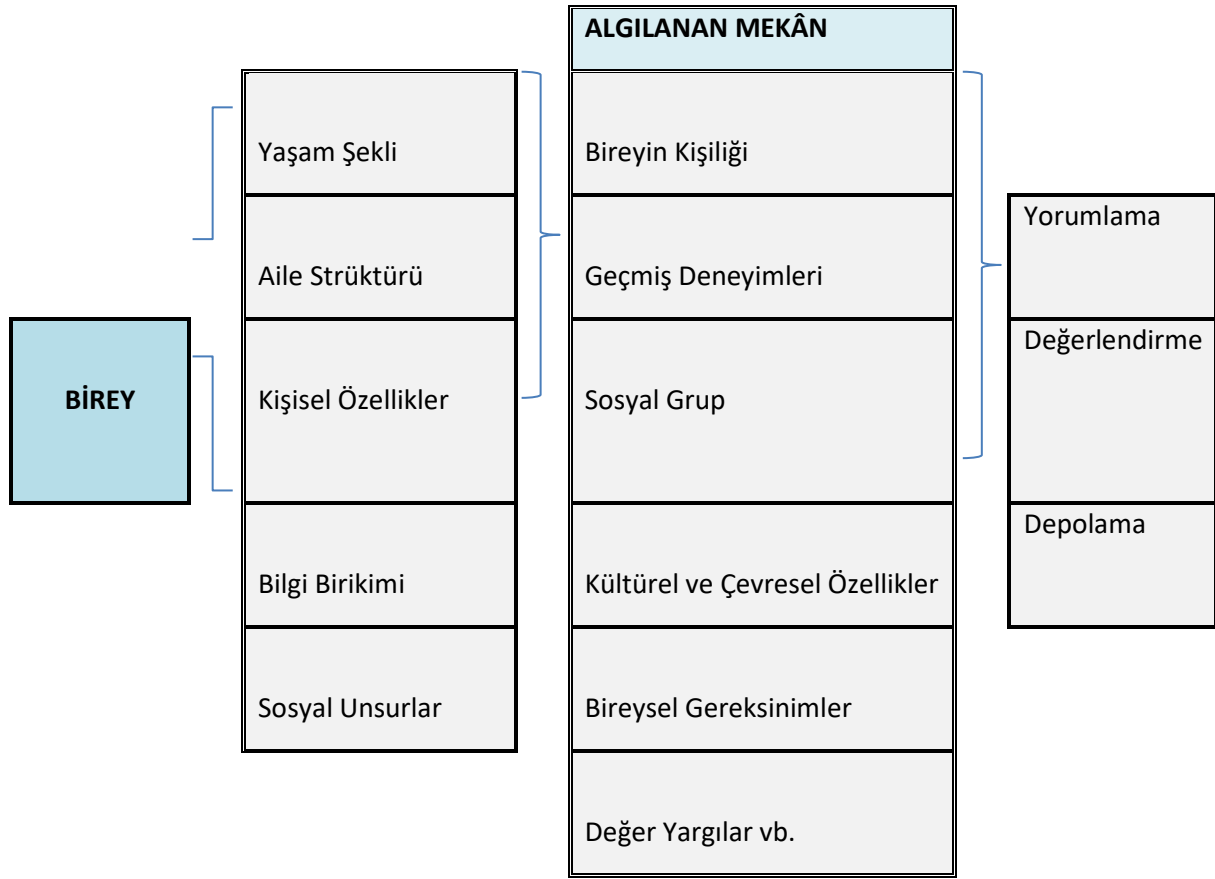 BİREY
Yaşam Şekli
Aile Strüktürü
Kişisel Özellikler
Bilgi Birikimi
Sosyal Unsurlar
ALGILANAN MEKÂN
Bireyin Kişiliği
Geçmiş Deneyimleri
Sosyal Grup
Kültürel ve Çevresel Özellikler
Bireysel Gereksinimler
Değer Yargılar vb.
Yorumlama
Değerlendirme
Depolama